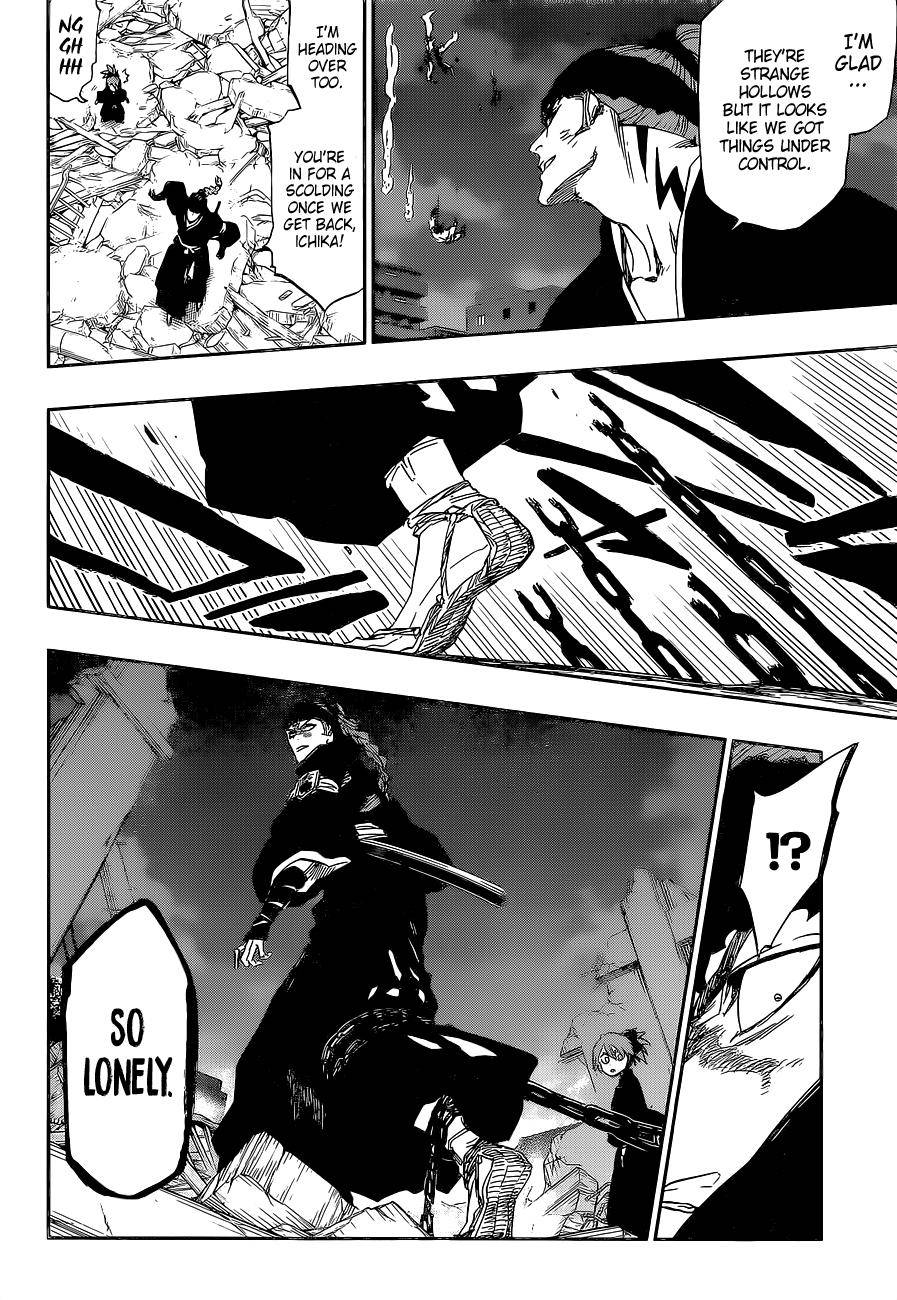 I'M
GLAD
...
THEY'RE
STRANGE
HOLLOWS
BUT IT LOOKS
LIKE WE GOT
THINGS UNDER
CONTROL.
I'M
HEADING
OVER
TOO.
YOU'RE
IN FOR A
SCOLDING
ONCE WE
GET BACK,
ICHIKA!
NG
GH
HH
!?
SO
LONELY.